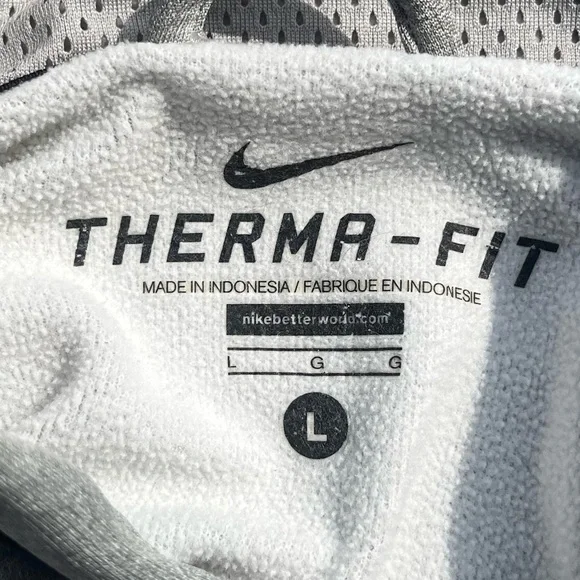 THERMA-FIT
MADE IN INDONESIA / FABRIQUE EN INDONESIE
nikebetterworld.com
L G G
L